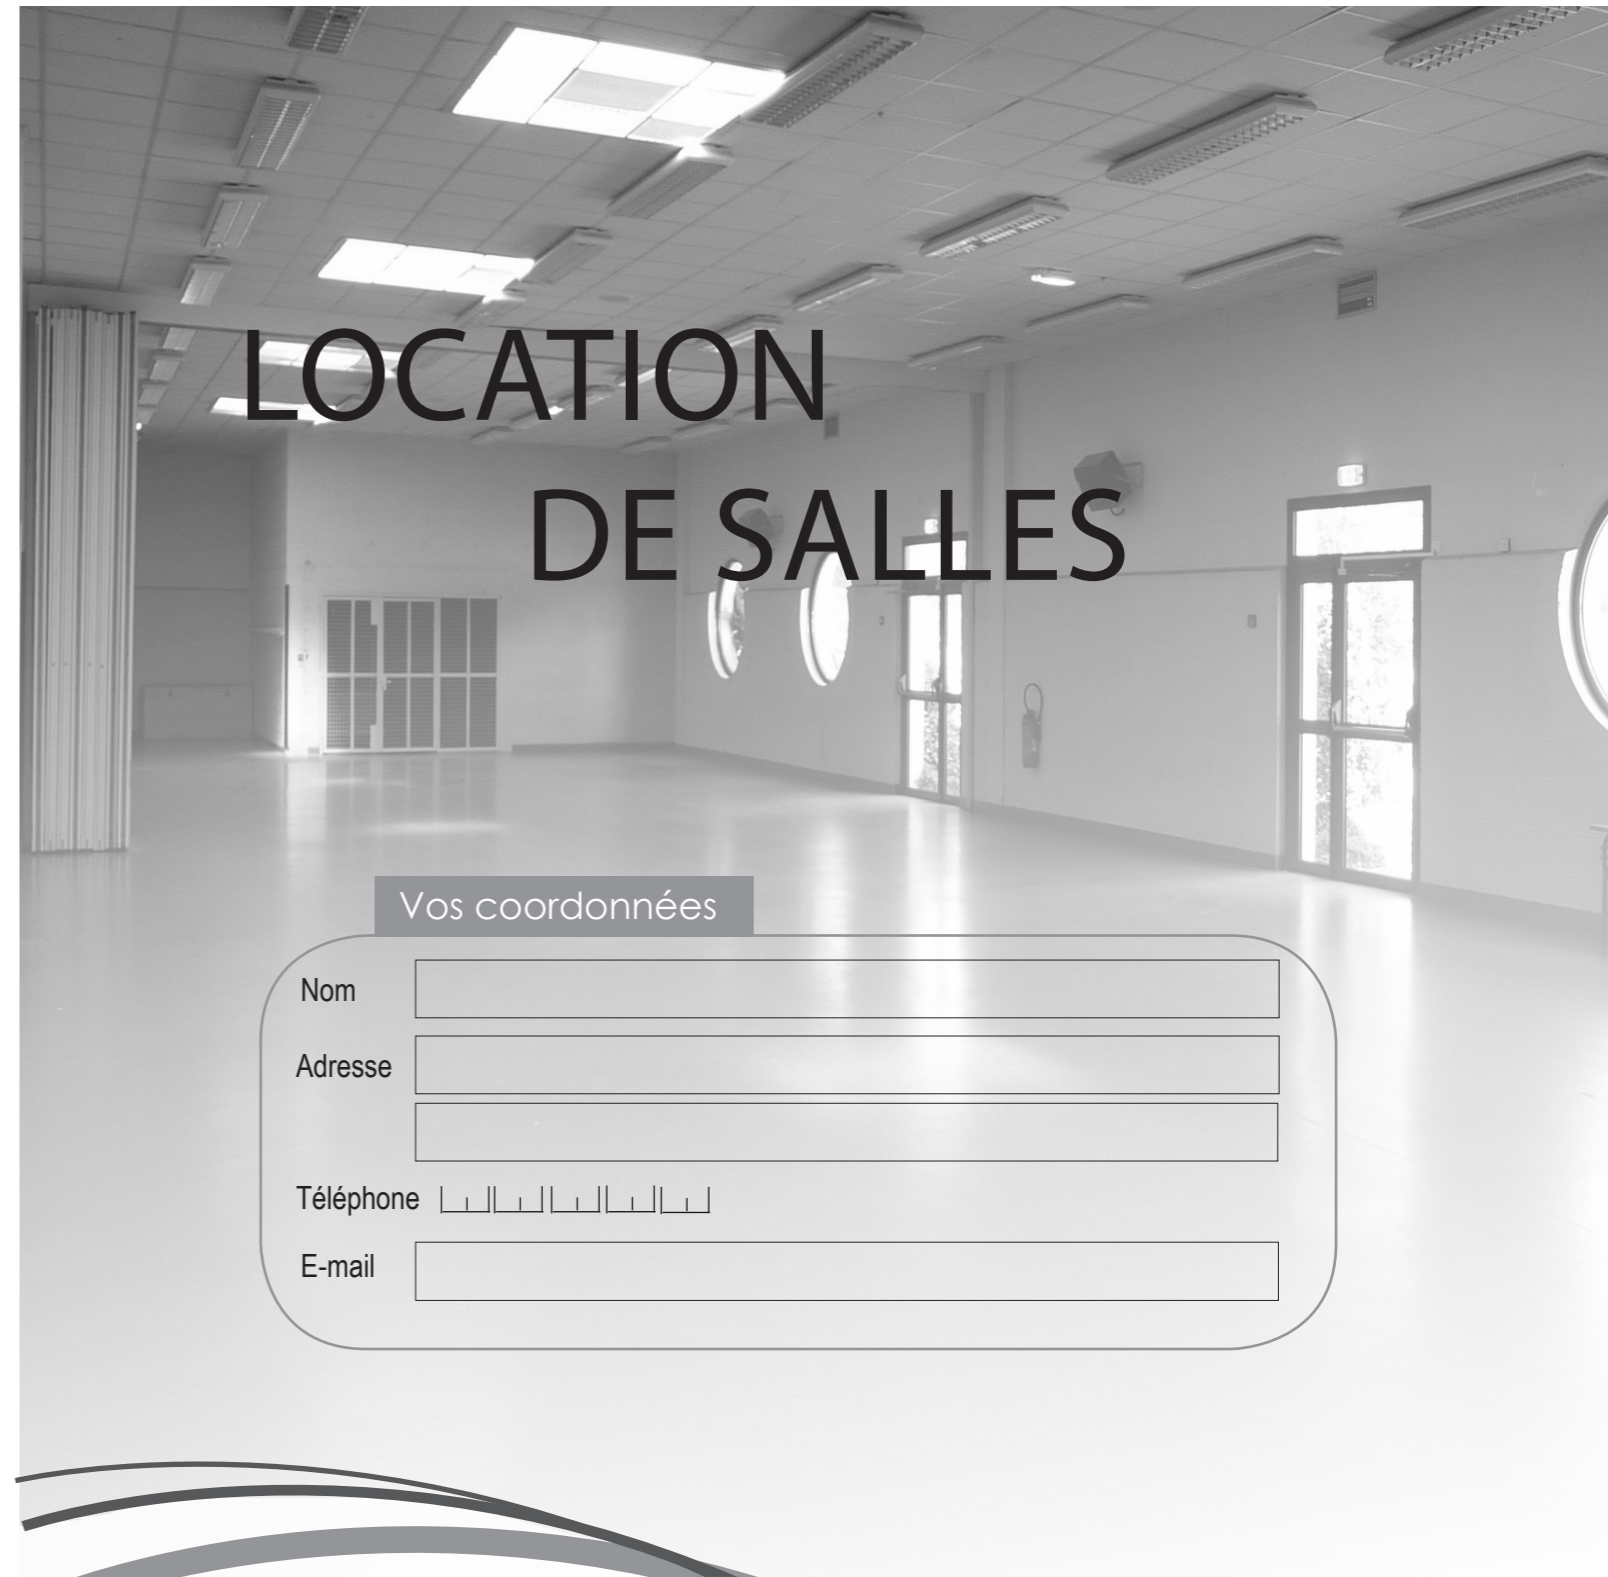 LOCATION
DE SALLES
Vos coordonnées
Nom
Adresse
Téléphone
E-mail